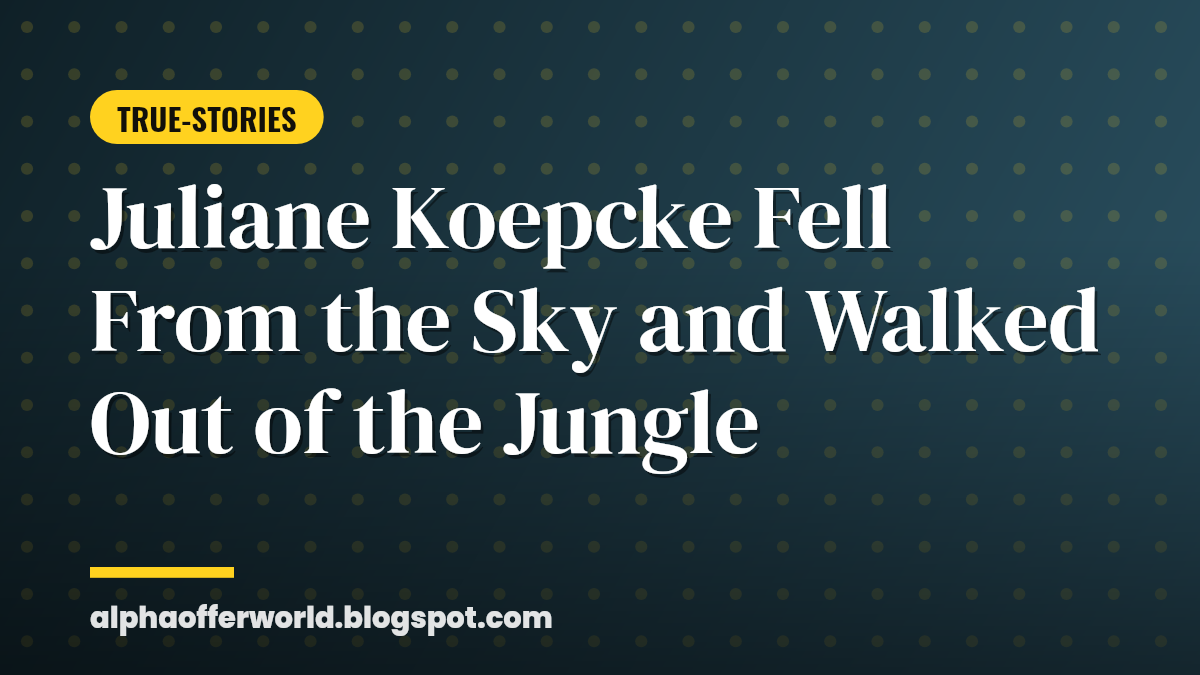 TRUE-STORIES
Juliane Koepcke Fell
From the Sky and Walked
Out of the Jungle
alphaofferworld.blogspot.com